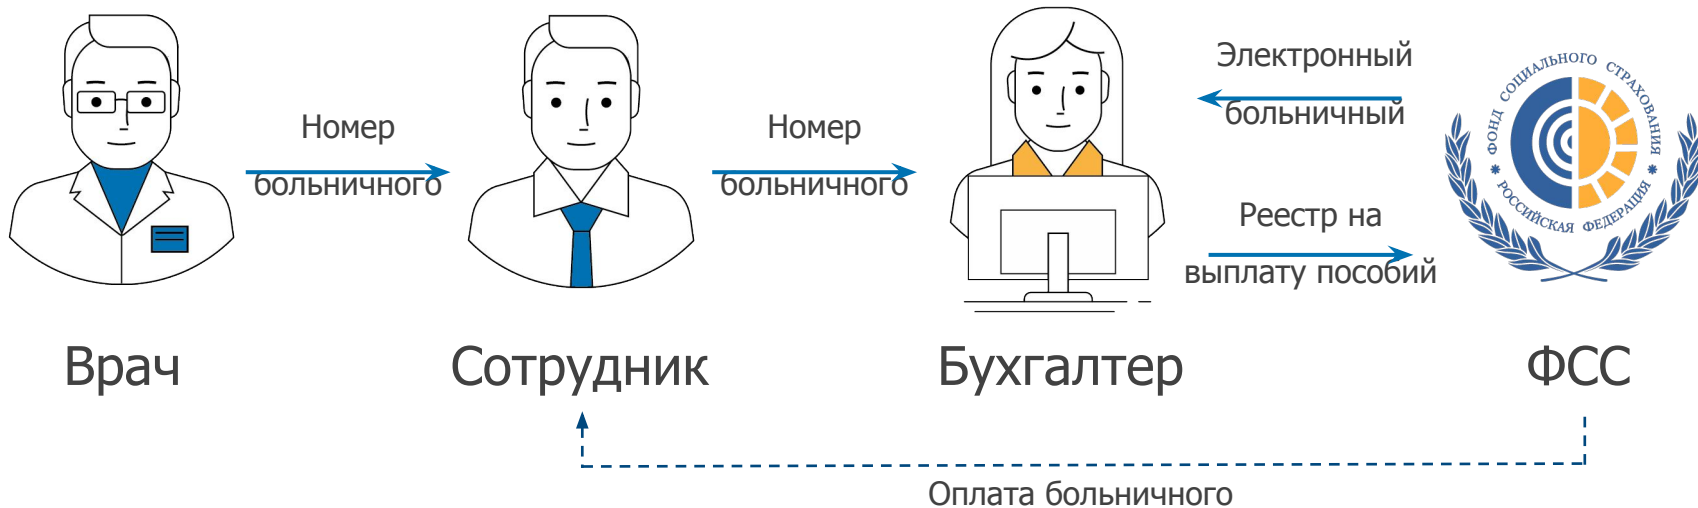 Номер
больничного
Номер
больничного
Электронный
больничный
Реестр на
выплату пособий
ФОНД СОЦИАЛЬНОГО СТРАХОВАНИЯ
РОССИЙСКАЯ ФЕДЕРАЦИЯ
Врач
Сотрудник
Бухгалтер
ФСС
Оплата больничного